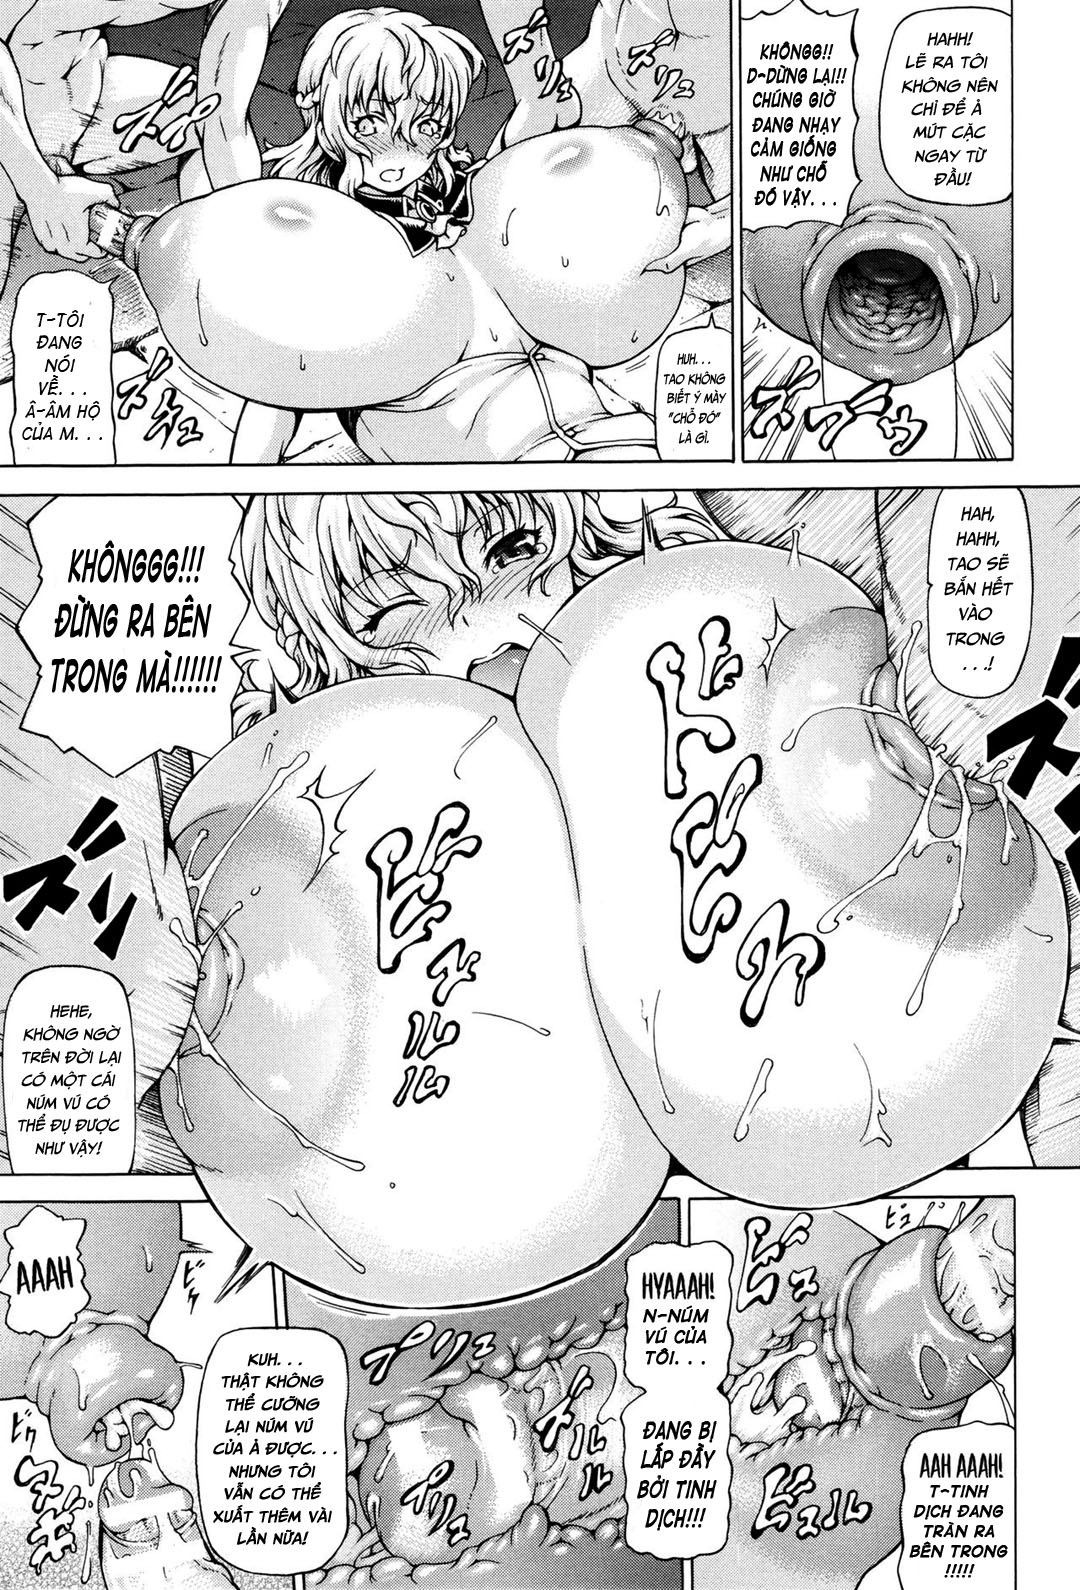 HAHH!
LẼ RA TÔI
KHÔNG NÊN
CHỈ ĐỂ Ả
MÚT CẶC
NGAY TỪ
ĐẦU!
KHÔNGG!!
D-DỪNG LẠI!!
CHÚNG GIỜ
ĐANG NHẠY
CẢM GIỐNG
NHƯ CHỖ
ĐÓ VẬY. . .
HUH. . .
TAO KHÔNG
BIẾT Ý MÀY
"CHỖ ĐÓ"
LÀ GÌ.
T-TÔI
ĐANG
NÓI
VỀ. . .
Â-ÂM HỘ
CỦA M. . .
HAH,
HAHH,
TAO SẼ
BẮN HẾT
VÀO
TRONG
. . .!
KHÔNGGG!!!
ĐỪNG RA BÊN
TRONG MÀ!!!!!!
HEHE,
KHÔNG NGỜ
TRÊN ĐỜI LẠI
CÓ MỘT CÁI
NÚM VÚ CÓ
THỂ ĐỤ ĐƯỢC
NHƯ VẬY!
AAH AAAH!
T-TINH
DỊCH ĐANG
TRÀN RA
BÊN TRONG
!!!!!
HYAAAH!
N-NÚM
VÚ CỦA
TÔI. . .
ĐANG BỊ
LẤP ĐẦY
BỞI TINH
DỊCH!!!
KUH. . .
THẬT KHÔNG
THỂ CƯỠNG
LẠI NÚM VÚ
CỦA Ả ĐƯỢC. . .
NHƯNG TÔI
VẪN CÓ THỂ
XUẤT THÊM VÀI
LẦN NỮA!
AAAH